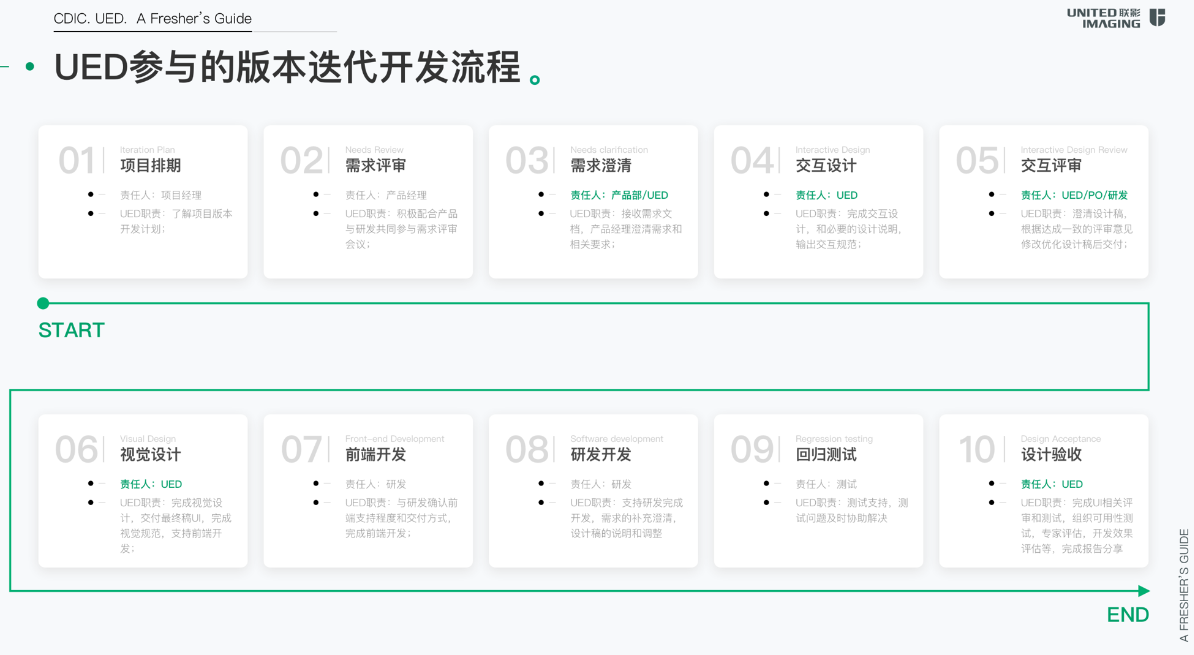 CDIC. UED. A Fresher's Guide
UNITED 联影
IMAGING
UED参与的版本迭代开发流程。
01
Iteration Plan
项目排期
责任人：项目经理
UED职责：了解项目版本
开发计划；
02
Needs Review
需求评审
责任人：产品经理
UED职责：积极配合产品
与研发共同参与需求评审
会议；
03
Needs clarification
需求澄清
责任人：产品部/UED
UED职责：接收需求文
档，产品经理澄清需求和
相关要求；
04
Interactive Design
交互设计
责任人：UED
UED职责：完成交互设
计，和必要的设计说明，
输出交互规范；
05
Interactive Design Review
交互评审
责任人：UED/PO/研发
UED职责：澄清设计稿，
根据达成一致的评审意见
修改优化设计稿后交付；
START
06
Visual Design
视觉设计
责任人：UED
UED职责：完成视觉设
计，交付最终稿UI，完成
视觉规范，支持前端开
发；
07
Front-end Development
前端开发
责任人：研发
UED职责：与研发确认前
端支持程度和交付方式，
完成前端开发；
08
Software development
研发开发
责任人：研发
UED职责：支持研发完成
开发，需求的补充澄清，
设计稿的说明和调整
09
Regression testing
回归测试
责任人：测试
UED职责：测试支持，测
试问题及时协助解决
10
Design Acceptance
设计验收
责任人：UED
UED职责：完成UI相关评
审和测试，组织可用性测
试，专家评估，开发效果
评估等，完成报告分享
END
A FRESHER'S GUIDE